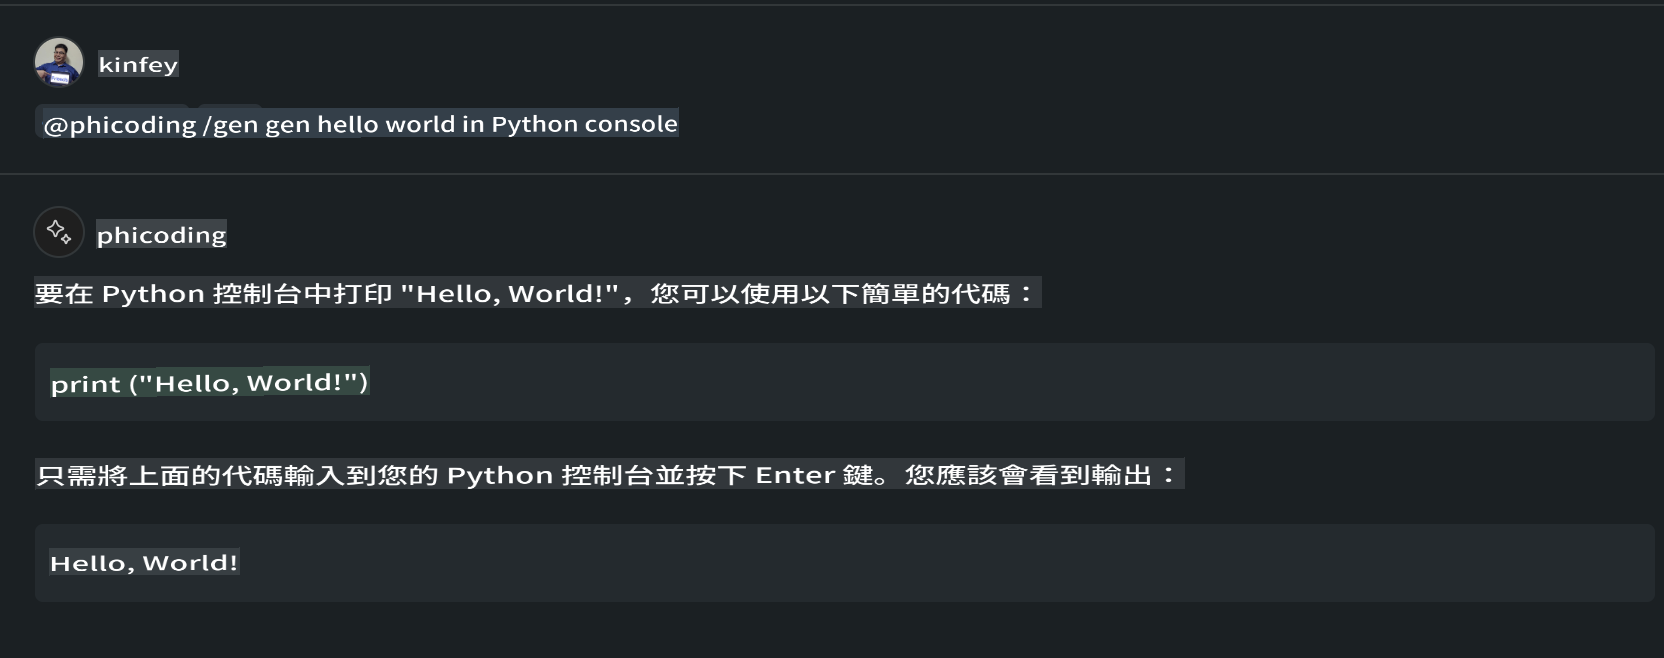 kinfey
@phicoding /gen gen hello world in Python console
phicoding
要在 Python 控制台中打印 "Hello, World!"，您可以使用以下簡單的代碼：
print ("Hello, World!")
只需將上面的代碼輸入到您的 Python 控制台並按下 Enter 鍵。您應該會看到輸出：
Hello, World!